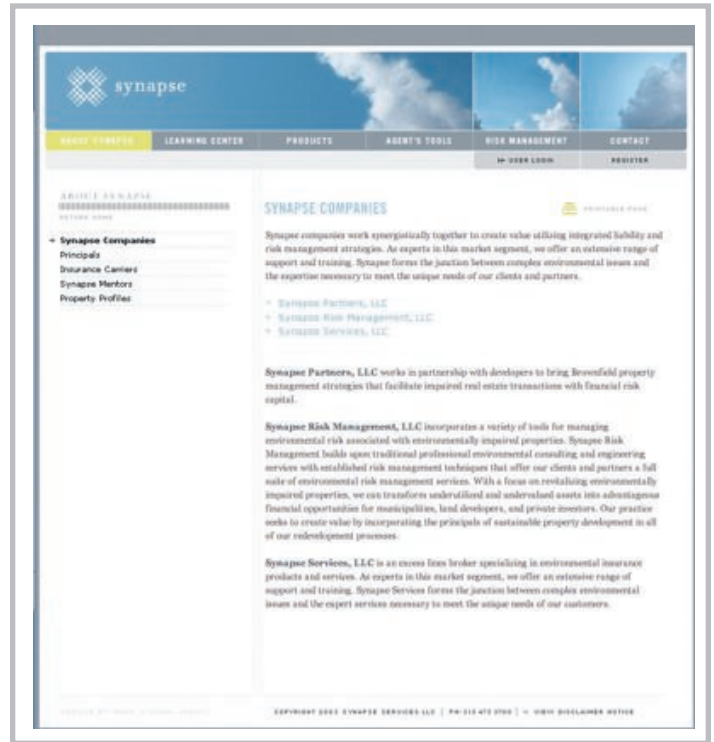 synapse
ABOUT SYNAPSE LEARNING CENTER PRODUCTS AGENT'S TOOLS RISK MANAGEMENT CONTACT
USER LOGIN REGISTER
ABOUT SYNAPSE
RETURN HOME
+ Synapse Companies
Principals
Insurance Carriers
Synapse Mentors
Property Profiles
SYNAPSE COMPANIES
PRINTABLE PAGE
Synapse companies work synergistically together to create value utilizing integrated liability and
risk management strategies. As experts in this market segment, we offer an extensive range of
support and training. Synapse forms the junction between complex environmental issues and
the expertise necessary to meet the unique needs of our clients and partners.
+ Synapse Partners, LLC
+ Synapse Risk Management, LLC
+ Synapse Services, LLC
Synapse Partners, LLC works in partnership with developers to bring Brownfield property
management strategies that facilitate impaired real estate transactions with financial risk
capital.
Synapse Risk Management, LLC incorporates a variety of tools for managing
environmental risk associated with environmentally impaired properties. Synapse Risk
Management builds upon traditional professional environmental consulting and engineering
services with established risk management techniques that offer our clients and partners a full
suite of environmental risk management services. With a focus on revitalizing environmentally
impaired properties, we can transform underutilized and undervalued assets into advantageous
financial opportunities for municipalities, land developers, and private investors. Our practice
seeks to create value by incorporating the principals of sustainable property development in all
of our redevelopment processes.
Synapse Services, LLC is an excess lines broker specializing in environmental insurance
products and services. As experts in this market segment, we offer an extensive range of
support and training. Synapse Services forms the junction between complex environmental
issues and the expert services necessary to meet the unique needs of our customers.
COPYRIGHT 2003 SYNAPSE SERVICES LLC | PH: 315 475 3700 | VIEW DISCLAIMER NOTICE